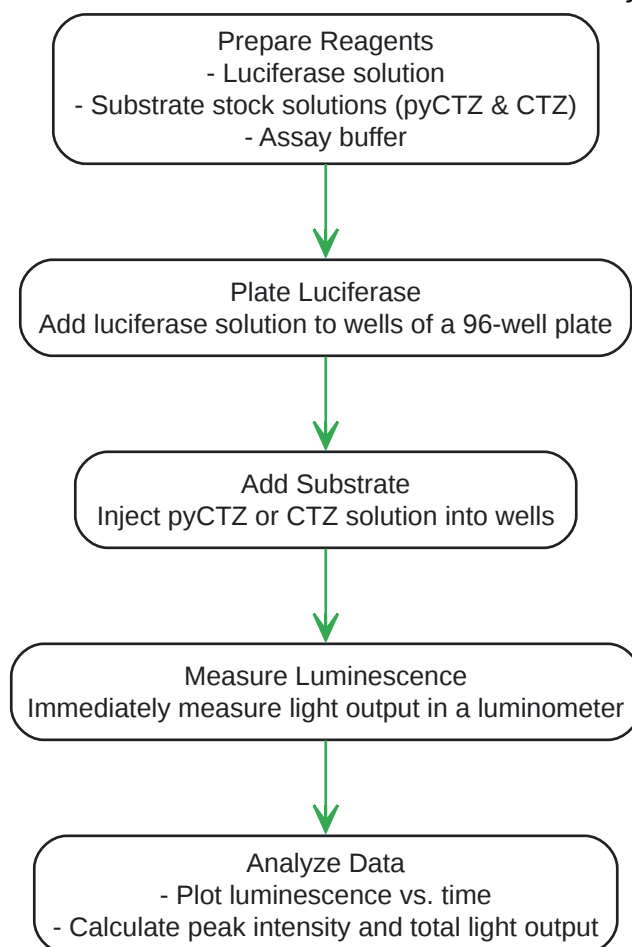 Prepare Reagents
- Luciferase solution
- Substrate stock solutions (pyCTZ & CTZ)
- Assay buffer
Plate Luciferase
Add luciferase solution to wells of a 96-well plate
Add Substrate
Inject pyCTZ or CTZ solution into wells
Measure Luminescence
Immediately measure light output in a luminometer
Analyze Data
- Plot luminescence vs. time
- Calculate peak intensity and total light output